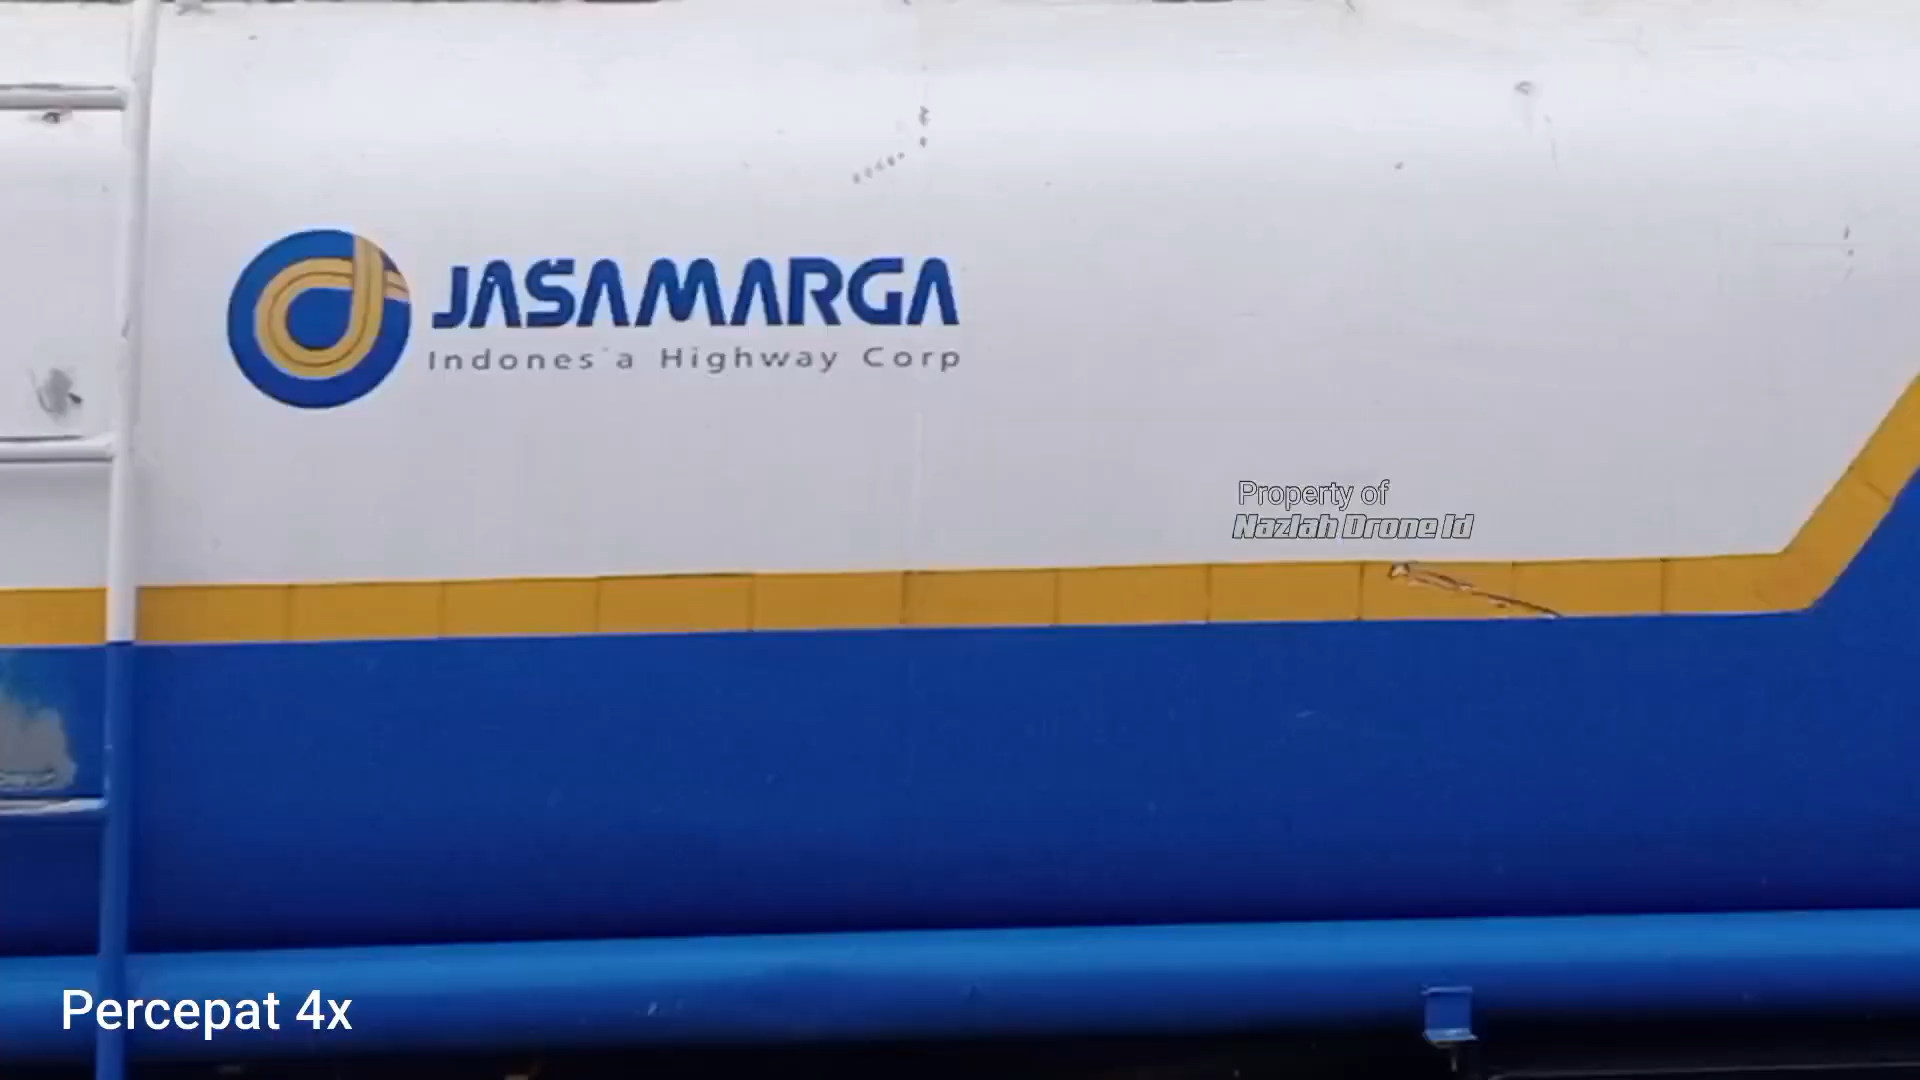 JASAMARGA
Indones a Highway Corp
Property of
Nazlah Drone Id
Percepat 4x